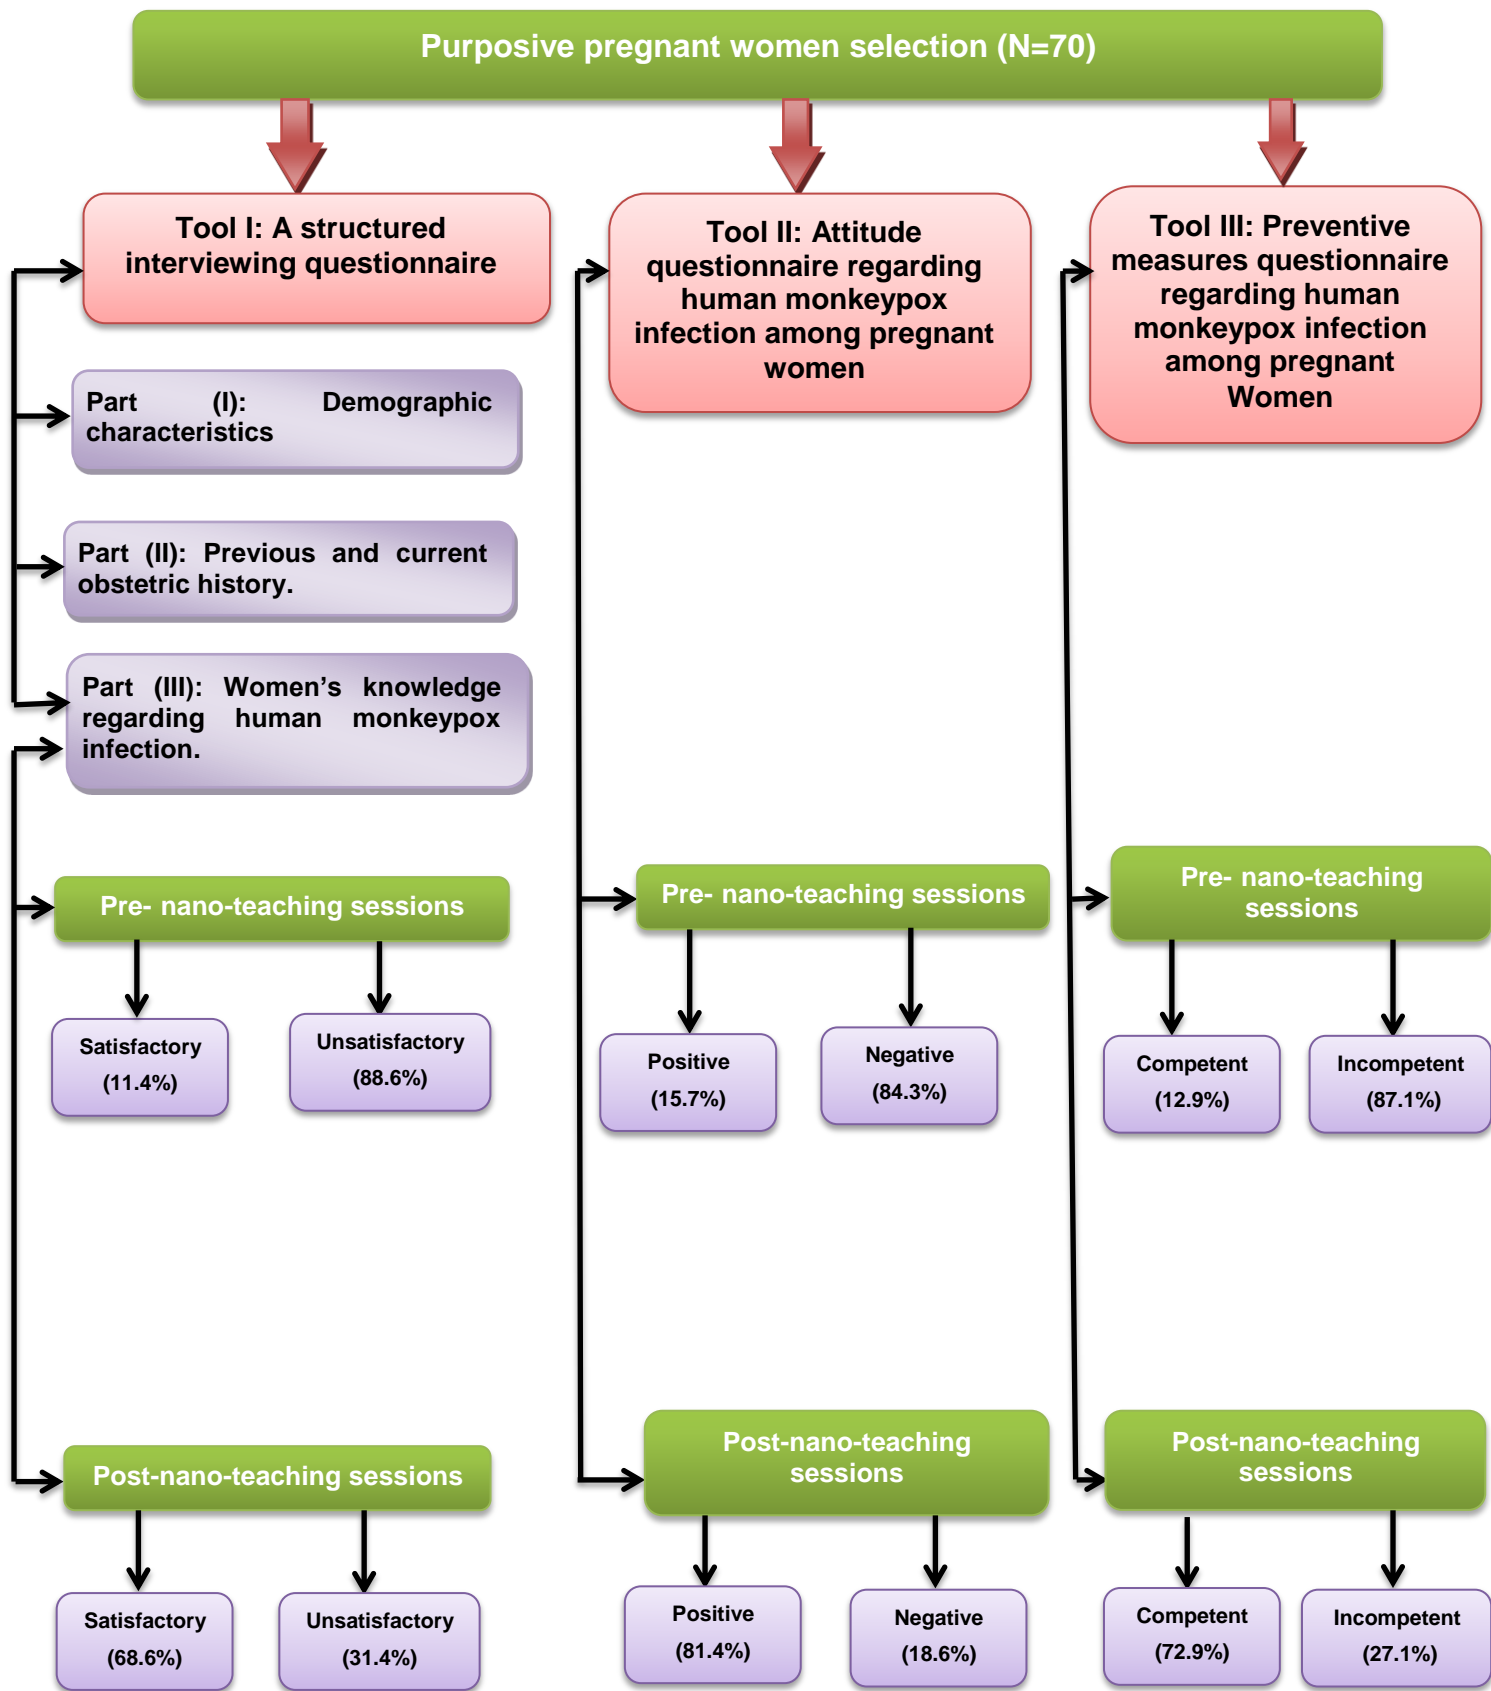 Purposive pregnant women selection (N=70)
Tool I: A structured
interviewing questionnaire
Part (I): Demographic
characteristics
Part (II): Previous and current
obstetric history.
Part (III): Women’s knowledge
regarding human monkeypox
infection.
Pre- nano-teaching sessions
Satisfactory
(11.4%)
Unsatisfactory
(88.6%)
Post-nano-teaching sessions
Satisfactory
(68.6%)
Unsatisfactory
(31.4%)
Tool II: Attitude
questionnaire regarding
human monkeypox
infection among pregnant
women
Pre- nano-teaching sessions
Positive
(15.7%)
Negative
(84.3%)
Post-nano-teaching
sessions
Positive
(81.4%)
Negative
(18.6%)
Tool III: Preventive
measures questionnaire
regarding human
monkeypox infection
among pregnant
Women
Pre- nano-teaching
sessions
Competent
(12.9%)
Incompetent
(87.1%)
Post-nano-teaching
sessions
Competent
(72.9%)
Incompetent
(27.1%)